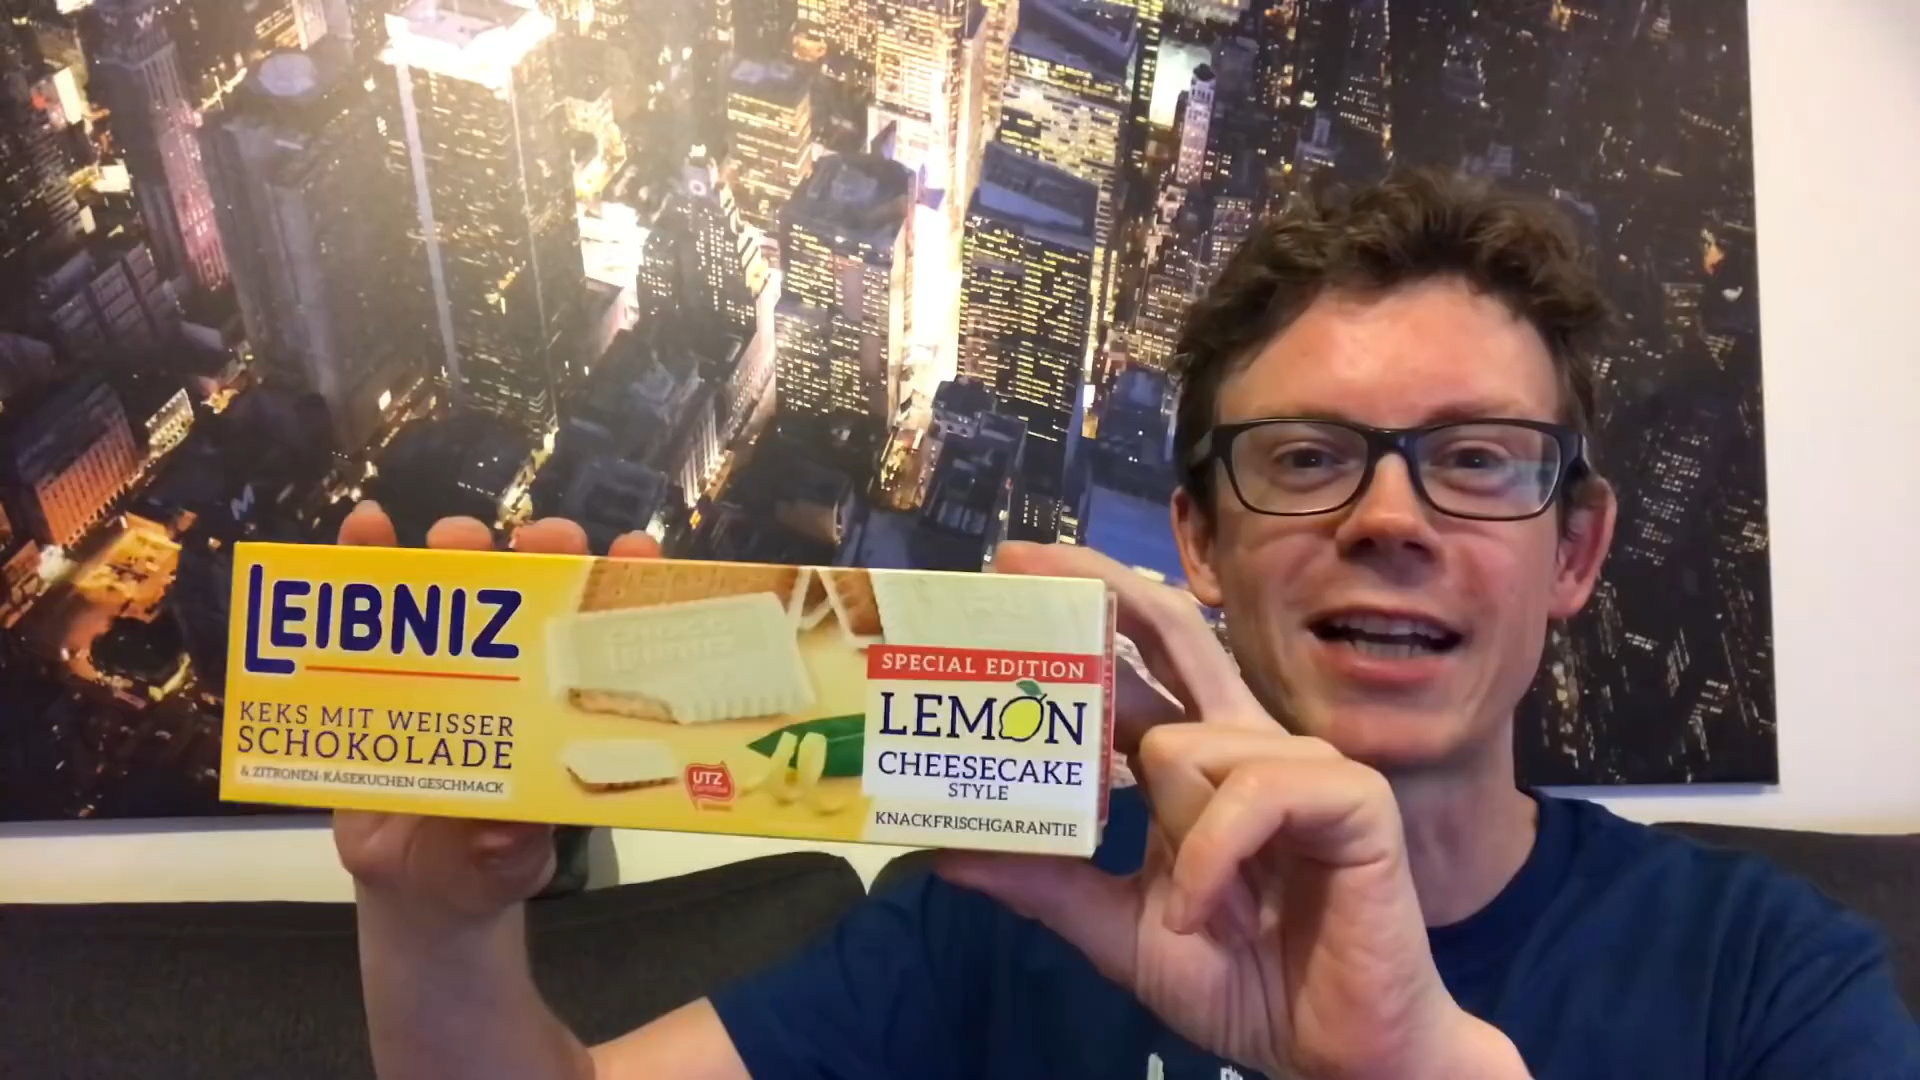 LEIBNIZ
KEKS MIT WEISSER
SCHOKOLADE
& ZITRONEN-KÄSEKUCHEN GESCHMACK
UTZ
SPECIAL EDITION
LEMON
CHEESECAKE
STYLE
KNACKFRISCHGARANTIE